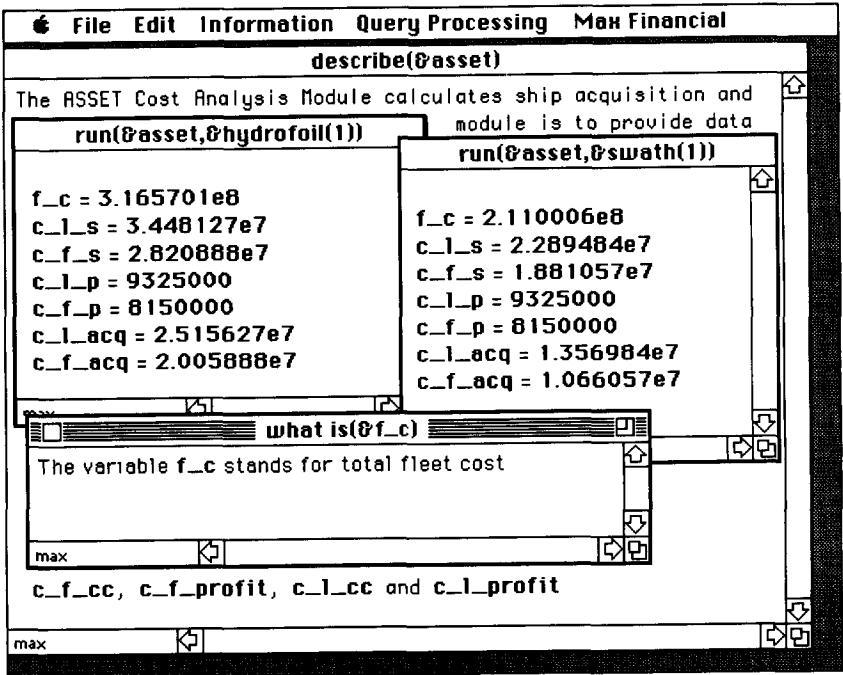 File Edit Information Query Processing Max Financial
describe(&asset)
The ASSET Cost Analysis Module calculates ship acquisition and
module is to provide data
run(&asset,&hydrofoil(1))
f_c = 3.165701e8
c_l_s = 3.448127e7
c_f_s = 2.820888e7
c_l_p = 9325000
c_f_p = 8150000
c_l_acq = 2.515627e7
c_f_acq = 2.005888e7
run(&asset,&swath(1))
f_c = 2.110006e8
c_l_s = 2.289484e7
c_f_s = 1.881057e7
c_l_p = 9325000
c_f_p = 8150000
c_l_acq = 1.356984e7
c_f_acq = 1.066057e7
what is(&f_c)
The variable f_c stands for total fleet cost
max
c_f_cc, c_f_profit, c_l_cc and c_l_profit
max